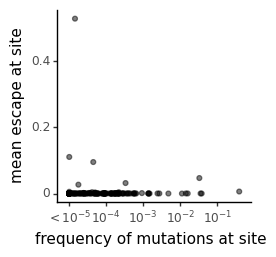 mean escape at site
0.4
0.2
0
<10⁻⁵ 10⁻⁴ 10⁻³ 10⁻² 10⁻¹
frequency of mutations at site